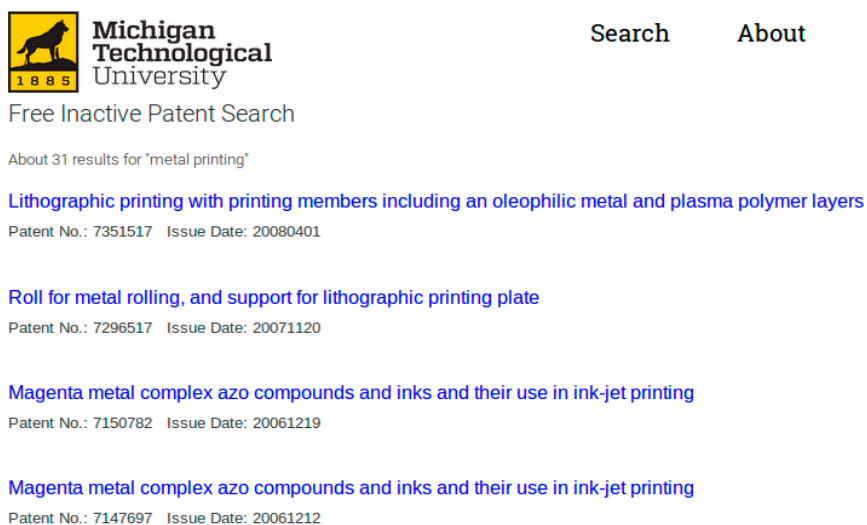 Michigan
Technological
University
1885
Search About
Free Inactive Patent Search
About 31 results for "metal printing"
Lithographic printing with printing members including an oleophilic metal and plasma polymer layers
Patent No.: 7351517 Issue Date: 20080401
Roll for metal rolling, and support for lithographic printing plate
Patent No.: 7296517 Issue Date: 20071120
Magenta metal complex azo compounds and inks and their use in ink-jet printing
Patent No.: 7150782 Issue Date: 20061219
Magenta metal complex azo compounds and inks and their use in ink-jet printing
Patent No.: 7147697 Issue Date: 20061212